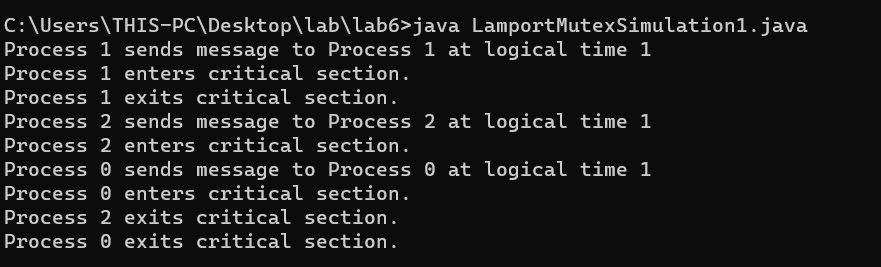 C:\Users\THIS-PC\Desktop\lab\lab6>java LamportMutexSimulation1.java
Process 1 sends message to Process 1 at logical time 1
Process 1 enters critical section.
Process 1 exits critical section.
Process 2 sends message to Process 2 at logical time 1
Process 2 enters critical section.
Process 0 sends message to Process 0 at logical time 1
Process 0 enters critical section.
Process 2 exits critical section.
Process 0 exits critical section.